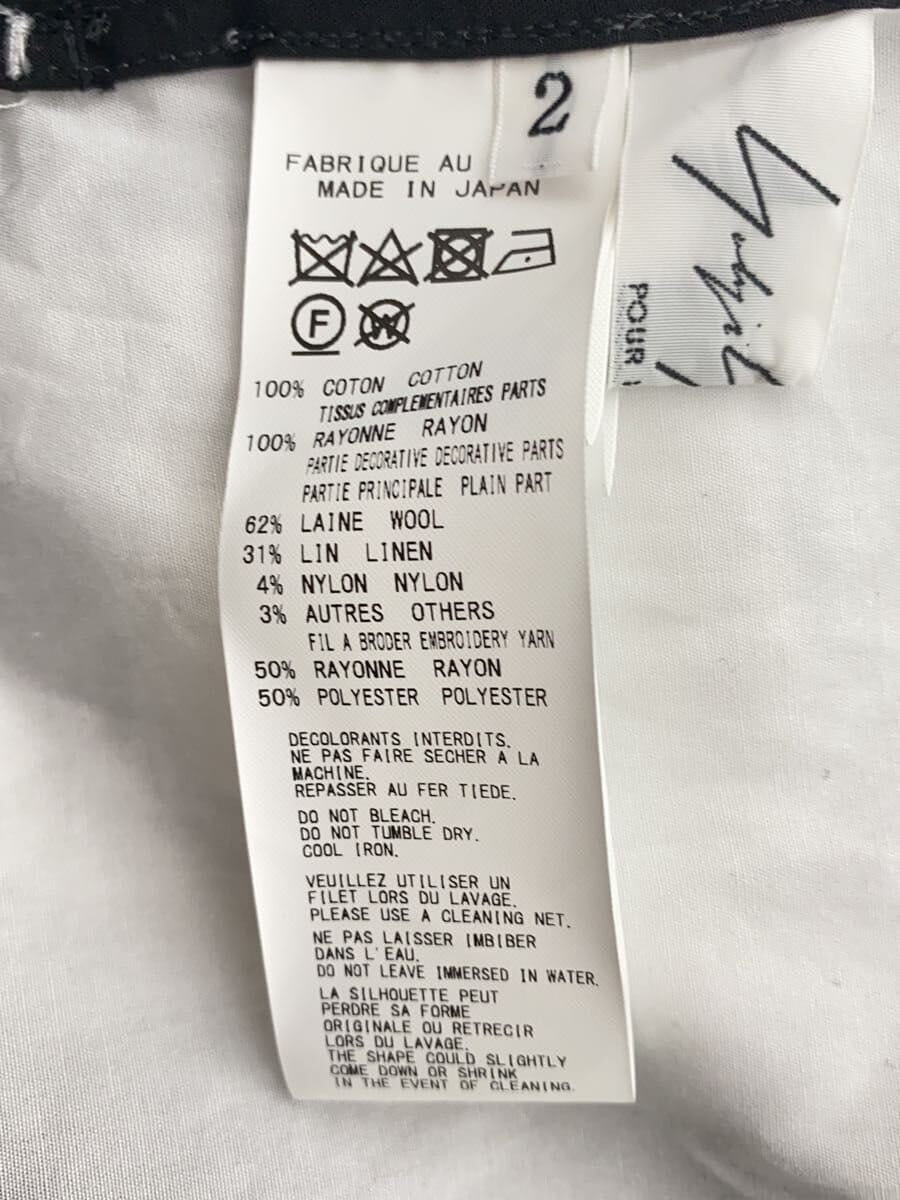 2
FABRIQUE AU
MADE IN JAPAN
F
W
100% COTON COTTON
TISSUS COMPLEMENTAIRES PARTS
100% RAYONNE RAYON
PARTIE DECORATIVE DECORATIVE PARTS
PARTIE PRINCIPALE PLAIN PART
62% LAINE WOOL
31% LIN LINEN
4% NYLON NYLON
3% AUTRES OTHERS
FIL A BRODER EMBROIDERY YARN
50% RAYONNE RAYON
50% POLYESTER POLYESTER
DECOLORANTS INTERDITS.
NE PAS FAIRE SECHER A LA
MACHINE.
REPASSER AU FER TIEDE.
DO NOT BLEACH.
DO NOT TUMBLE DRY.
COOL IRON.
VEUILLEZ UTILISER UN
FILET LORS DU LAVAGE.
PLEASE USE A CLEANING NET.
NE PAS LAISSER IMBIBER
DANS L'EAU.
DO NOT LEAVE IMMERSED IN WATER.
LA SILHOUETTE PEUT
PERDRE SA FORME
ORIGINALE OU RETRECIR
LORS DU LAVAGE.
THE SHAPE COULD SLIGHTLY
COME DOWN OR SHRINK
IN THE EVENT OF CLEANING.
POUR